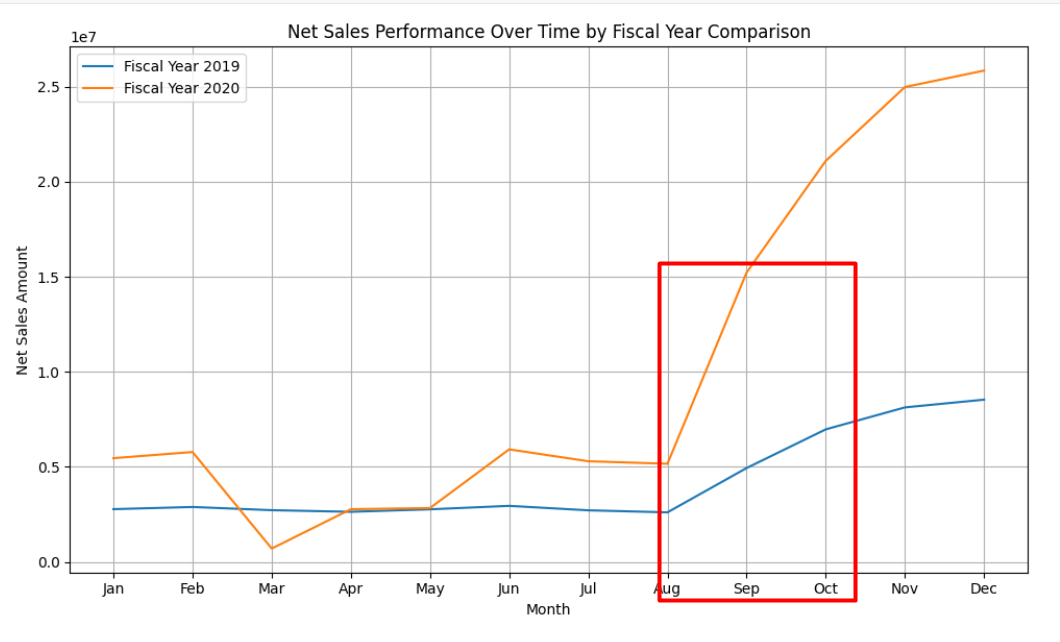 Net Sales Performance Over Time by Fiscal Year Comparison
1e7
Fiscal Year 2019
Fiscal Year 2020
2.5
2.0
1.5
1.0
0.5
0.0
Net Sales Amount
Jan Feb Mar Apr May Jun Jul Aug Sep Oct Nov Dec
Month